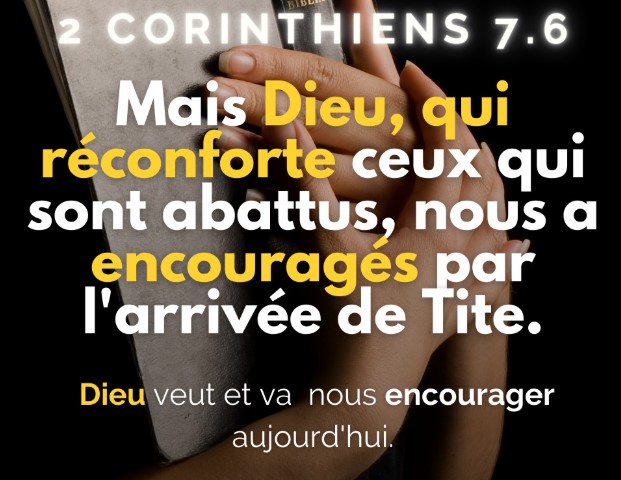 BIBLE
2 CORINTHIENS 7.6
Mais Dieu, qui
réconforte ceux qui
sont abattus, nous a
encouragés par
l'arrivée de Tite.
Dieu veut et va  nous encourager
aujourd'hui.